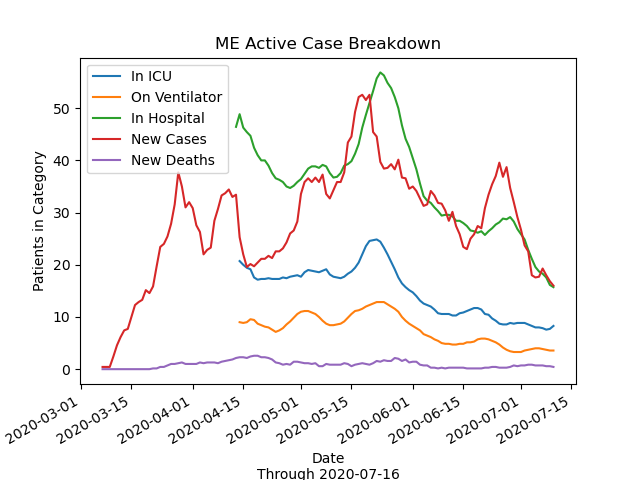 ME Active Case Breakdown
In ICU
On Ventilator
In Hospital
New Cases
New Deaths
Patients in Category
50
40
30
20
10
0
2020-03-01
2020-03-15
2020-04-01
2020-04-15
2020-05-01
2020-05-15
2020-06-01
2020-06-15
2020-07-01
2020-07-15
Date
Through 2020-07-16